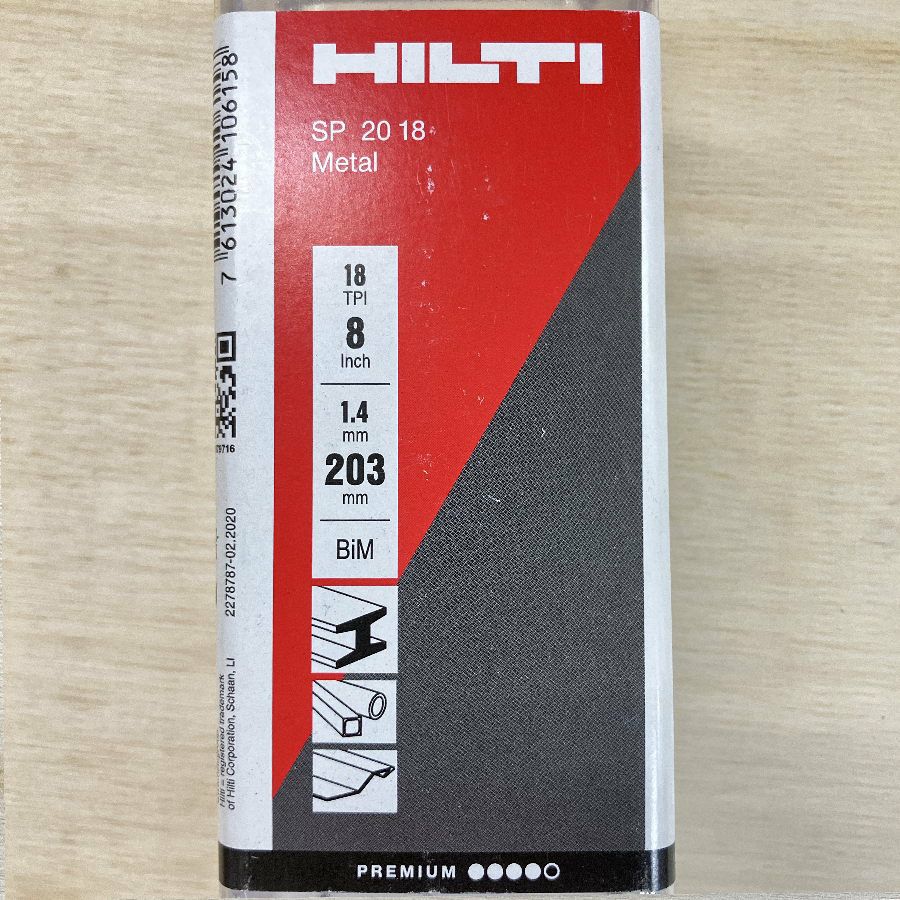 HILTI
SP 20 18
Metal
18
TPI
8
Inch
1.4
mm
203
mm
BiM
PREMIUM
7 613024 106158
2278787-02.2020
Hilti = registered trademark
of Hilti Corporation, Schaan, LI